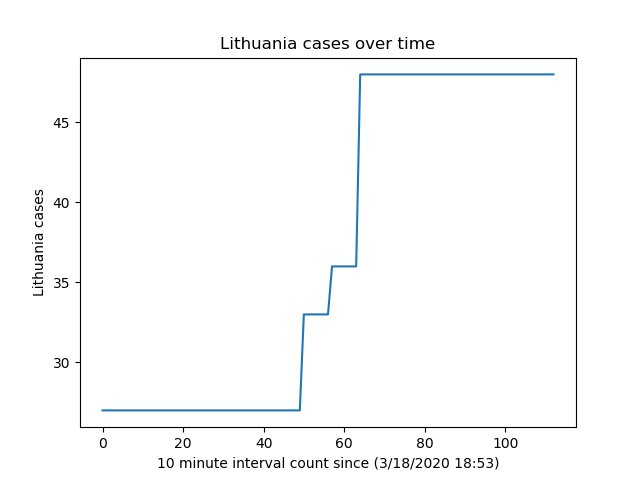 Lithuania cases over time
Lithuania cases
45
40
35
30
0 20 40 60 80 100
10 minute interval count since (3/18/2020 18:53)